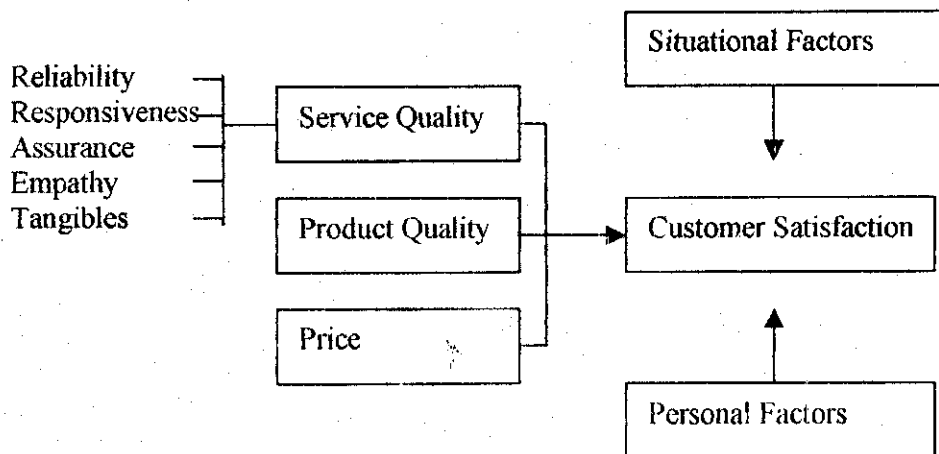 Situational Factors
Reliability
Responsiveness
Assurance
Empathy
Tangibles
Service Quality
Product Quality
Price
Customer Satisfaction
Personal Factors